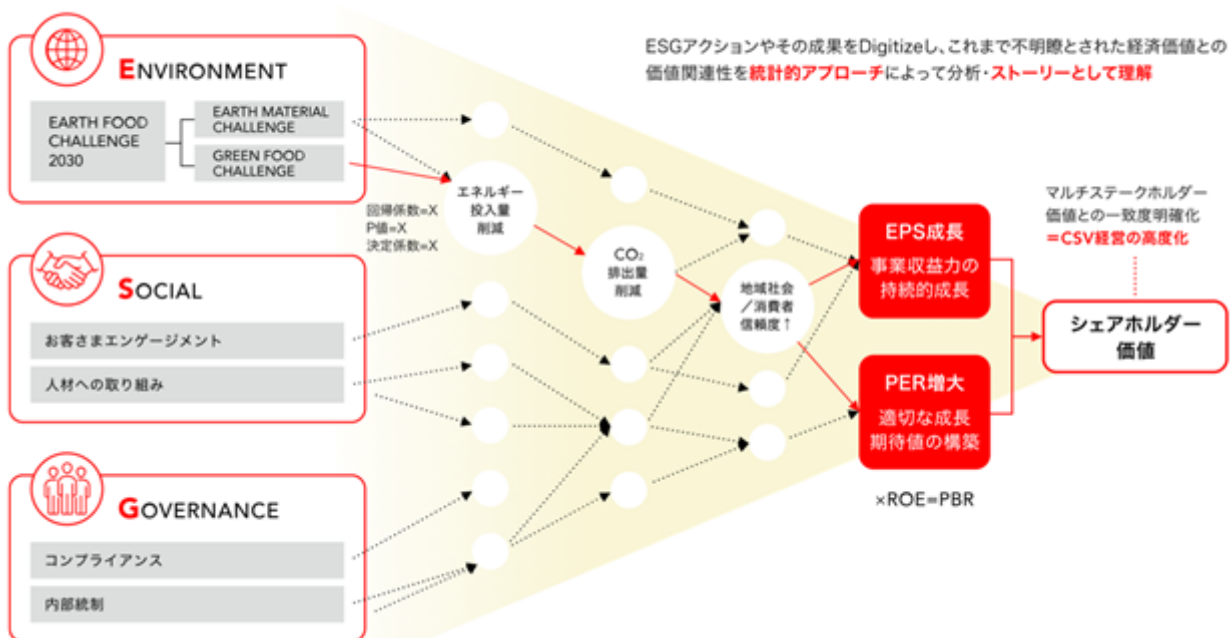 ESGアクションやその成果をDigitizeし、これまで不明瞭とされた経済価値との
価値関連性を統計的アプローチによって分析・ストーリーとして理解
ENVIRONMENT
EARTH FOOD
CHALLENGE
2030
EARTH MATERIAL
CHALLENGE
GREEN FOOD
CHALLENGE
エネルギー
投入量
削減
回帰係数=X
P値=X
決定係数=X
CO₂
排出量
削減
地域社会
／消費者
信頼度↑
SOCIAL
お客さまエンゲージメント
人材への取り組み
GOVERNANCE
コンプライアンス
内部統制
EPS成長
事業収益力の
持続的成長
PER増大
適切な成長
期待値の構築
×ROE=PBR
マルチステークホルダー
価値との一致度明確化
＝CSV経営の高度化
シェアホルダー
価値